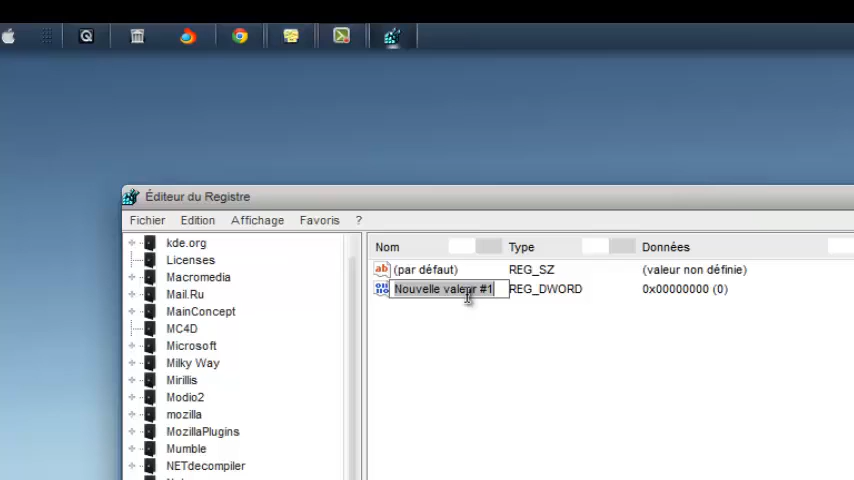 Éditeur du Registre
Fichier Edition Affichage Favoris ?
Nom Type Données
(par défaut) REG_SZ (valeur non définie)
Nouvelle valeur #1 REG_DWORD 0x00000000 (0)
kde.org
Licenses
Macromedia
Mail.Ru
MainConcept
MC4D
Microsoft
Milky Way
Mirillis
Modio2
mozilla
MozillaPlugins
Mumble
NETdecompiler